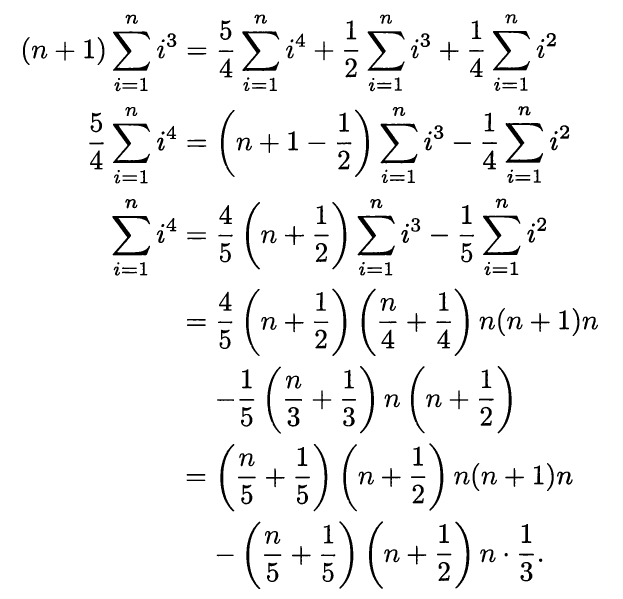 (n + 1) \sum_{i=1}^{n} i^3 = \frac{5}{4} \sum_{i=1}^{n} i^4 + \frac{1}{2} \sum_{i=1}^{n} i^3 + \frac{1}{4} \sum_{i=1}^{n} i^2
\frac{5}{4} \sum_{i=1}^{n} i^4 = \left( n + 1 - \frac{1}{2} \right) \sum_{i=1}^{n} i^3 - \frac{1}{4} \sum_{i=1}^{n} i^2
\sum_{i=1}^{n} i^4 = \frac{4}{5} \left( n + \frac{1}{2} \right) \sum_{i=1}^{n} i^3 - \frac{1}{5} \sum_{i=1}^{n} i^2
= \frac{4}{5} \left( n + \frac{1}{2} \right) \left( \frac{n}{4} + \frac{1}{4} \right) n(n + 1)n
- \frac{1}{5} \left( \frac{n}{3} + \frac{1}{3} \right) n \left( n + \frac{1}{2} \right)
= \left( \frac{n}{5} + \frac{1}{5} \right) \left( n + \frac{1}{2} \right) n(n + 1)n
- \left( \frac{n}{5} + \frac{1}{5} \right) \left( n + \frac{1}{2} \right) n \cdot \frac{1}{3}.